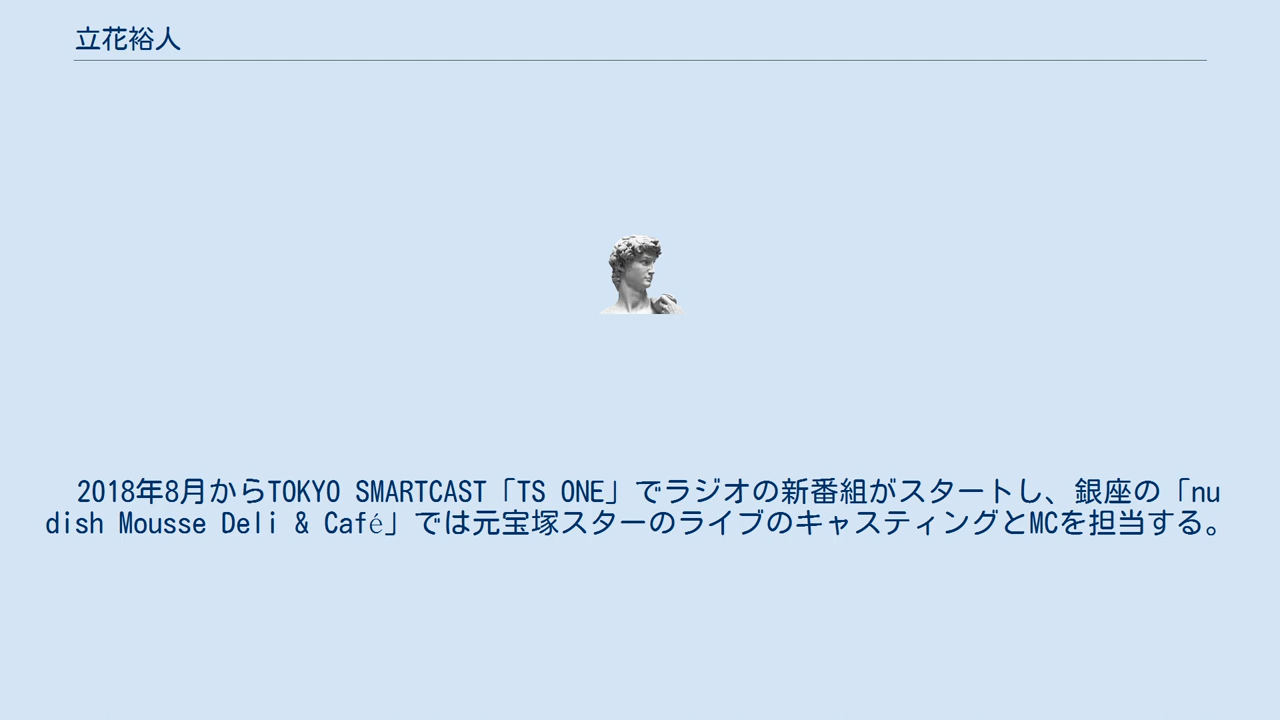 立花裕人
2018年8月からTOKYO SMARTCAST「TS ONE」でラジオの新番組がスタートし、銀座の「nu
dish Mousse Deli & Café」では元宝塚スターのライブのキャスティングとMCを担当する。